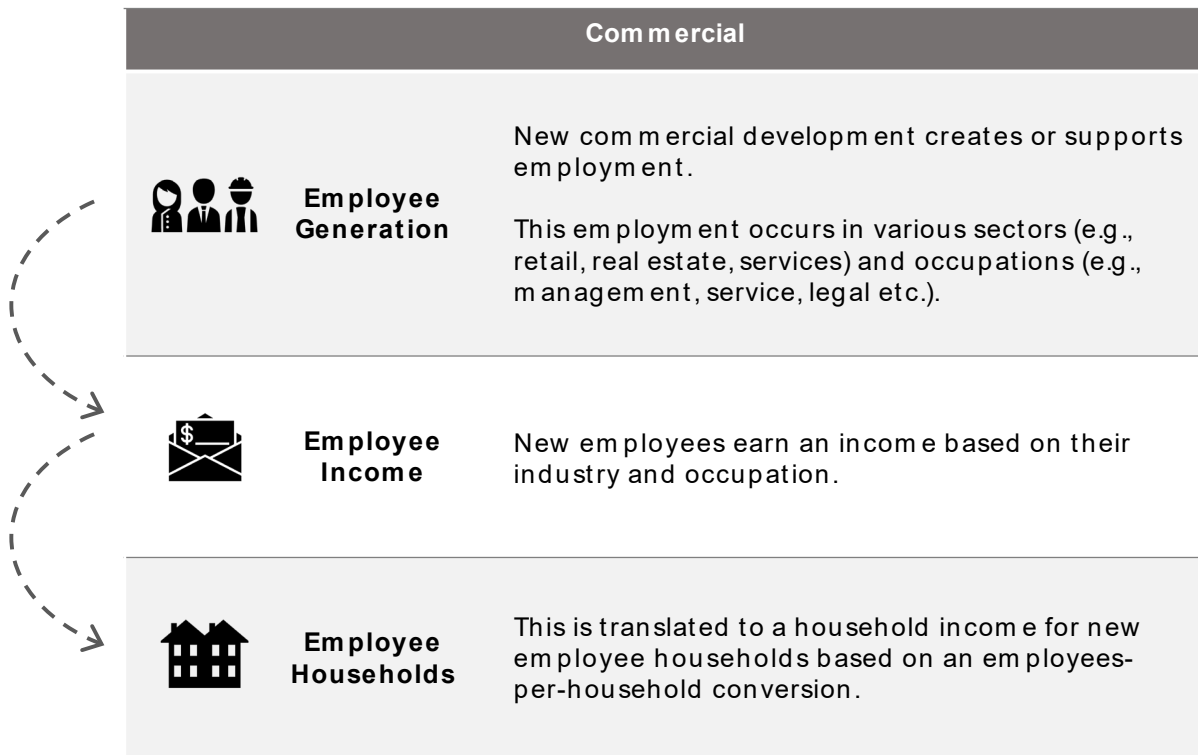 Commercial
Employee
Generation
New commercial development creates or supports
employment.
This employment occurs in various sectors (e.g.,
retail, real estate, services) and occupations (e.g.,
management, service, legal etc.).
$
Employee
Income
New employees earn an income based on their
industry and occupation.
Employee
Households
This is translated to a household income for new
employee households based on an employees-
per-household conversion.